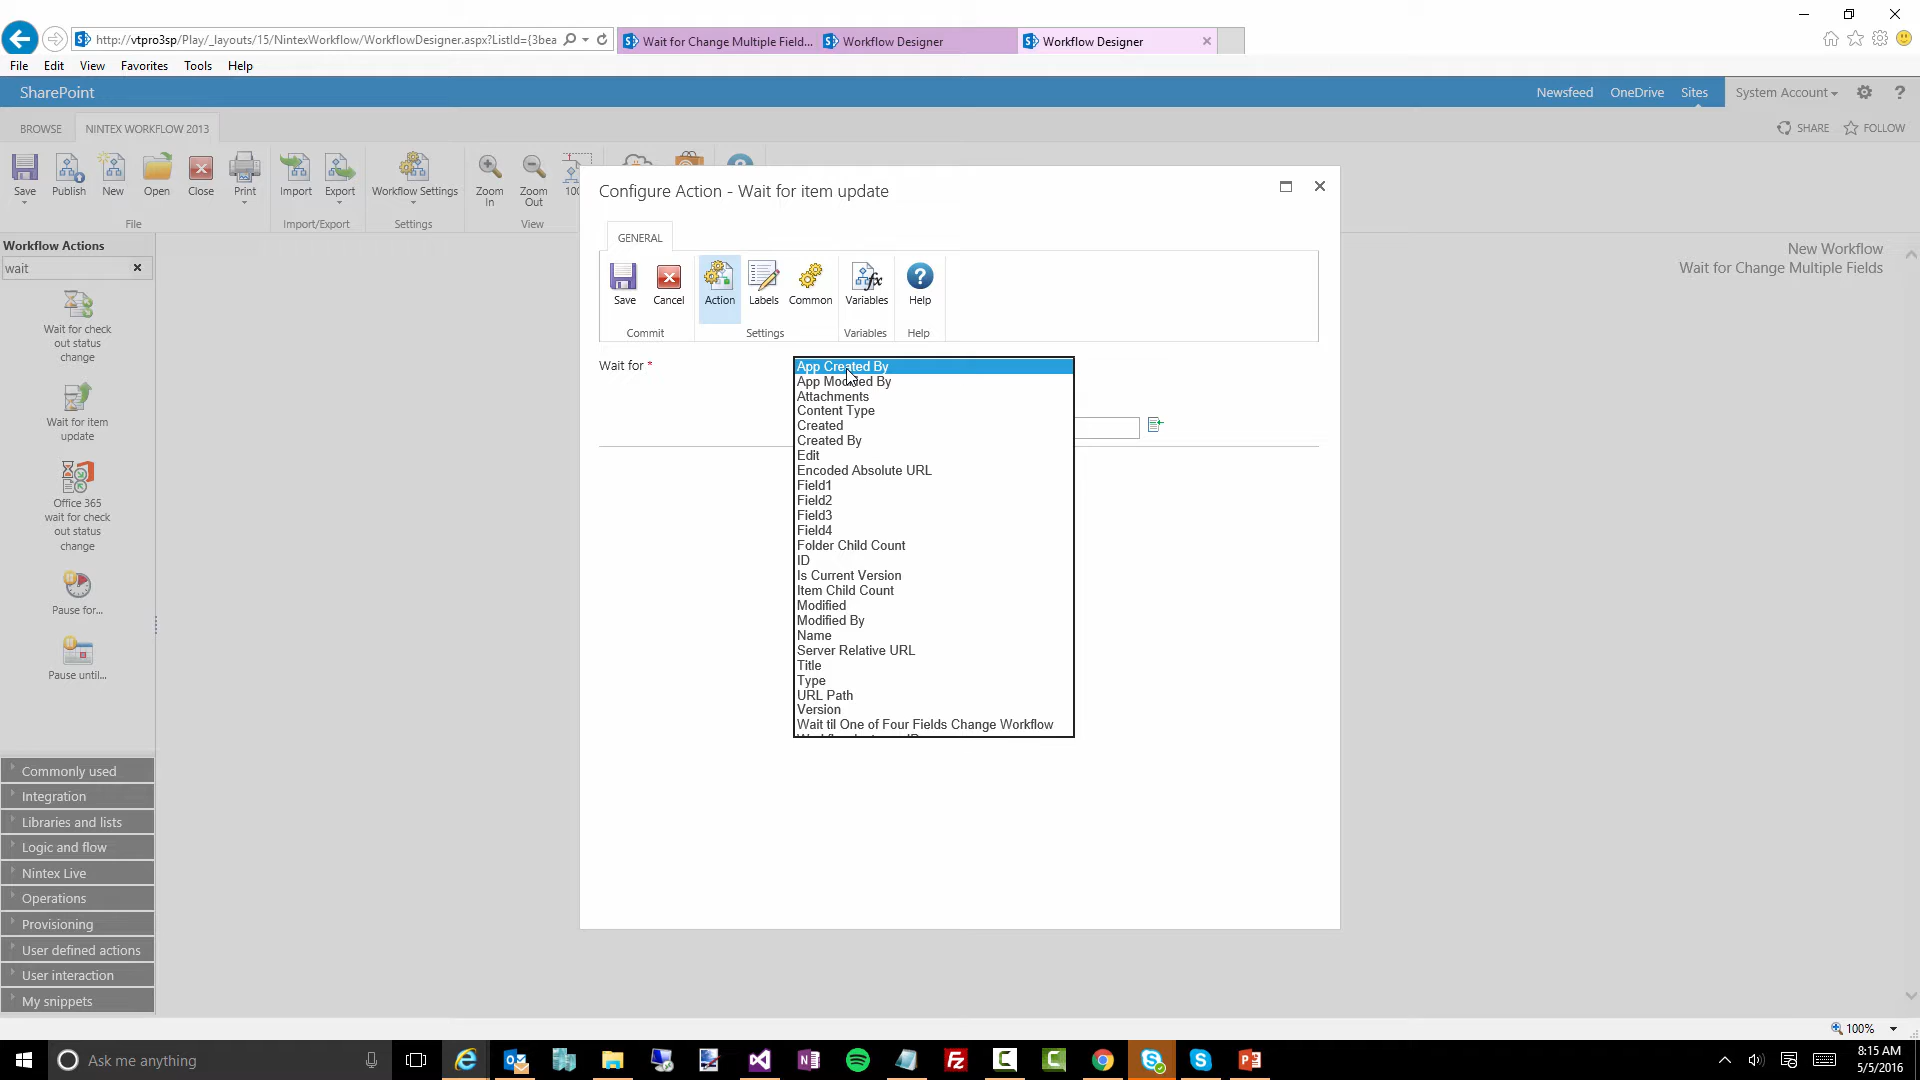 http://vtpro3sp/Play/_layouts/15/NintexWorkflow/WorkflowDesigner.aspx?ListId={3bea
Wait for Change Multiple Field...
Workflow Designer
Workflow Designer
File Edit View Favorites Tools Help
SharePoint
Newsfeed OneDrive Sites System Account ?
BROWSE NINTEX WORKFLOW 2013
SHARE FOLLOW
Save Publish New Open Close Print Import Export Workflow Settings Zoom In Zoom Out 100
File Import/Export Settings View
Configure Action - Wait for item update
GENERAL
Save Cancel Action Labels Common Variables Help
Commit Settings Variables Help
Workflow Actions
wait
Wait for check
out status
change
Wait for item
update
Office 365
wait for check
out status
change
Pause for...
Pause until...
New Workflow
Wait for Change Multiple Fields
Wait for *
App Created By
App Modified By
Attachments
Content Type
Created
Created By
Edit
Encoded Absolute URL
Field1
Field2
Field3
Field4
Folder Child Count
ID
Is Current Version
Item Child Count
Modified
Modified By
Name
Server Relative URL
Title
Type
URL Path
Version
Wait til One of Four Fields Change Workflow
Commonly used
Integration
Libraries and lists
Logic and flow
Nintex Live
Operations
Provisioning
User defined actions
User interaction
My snippets
100%
Ask me anything
8:15 AM
5/5/2016